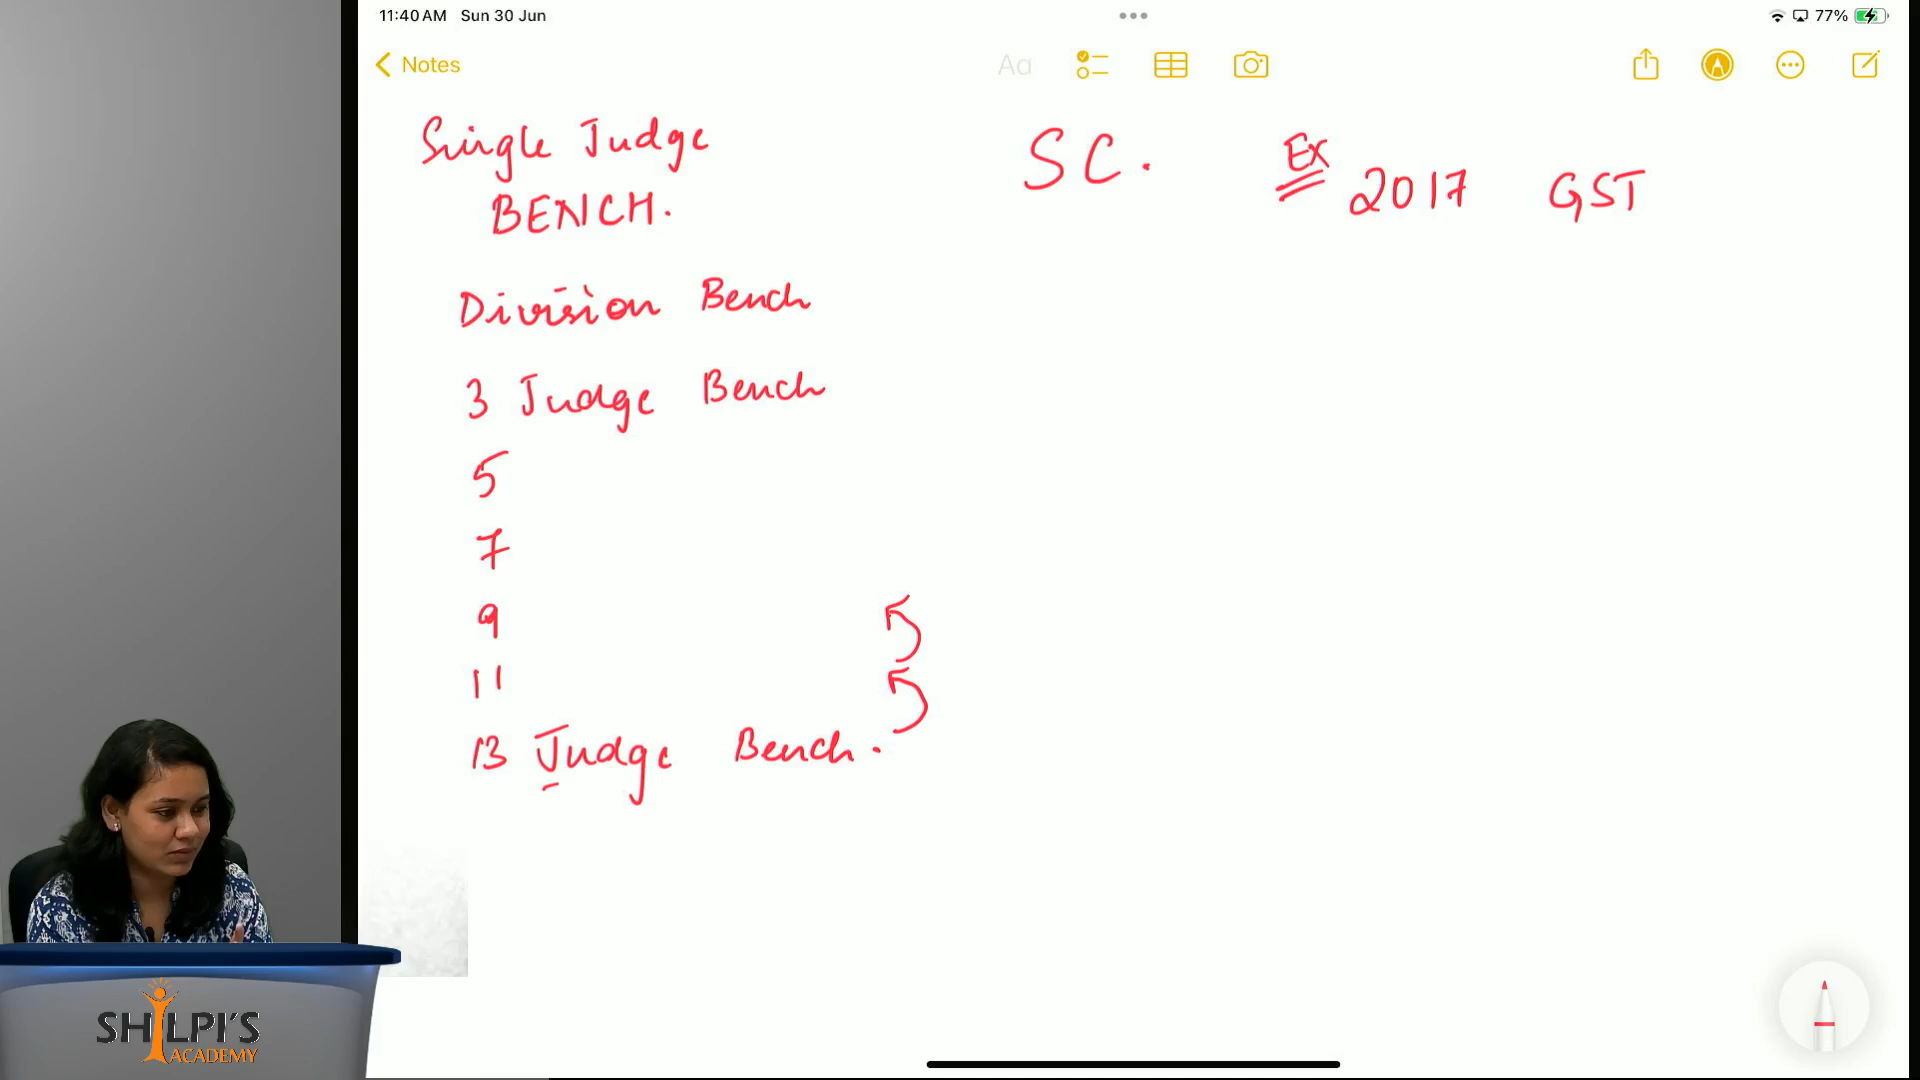 11:40 AM Sun 30 Jun
77%
Notes
Aa
Single Judge
BENCH.
SC.
Ex
2017 GST
Division Bench
3 Judge Bench
5
7
9
11
13 Judge Bench.
SHILPI'S
ACADEMY